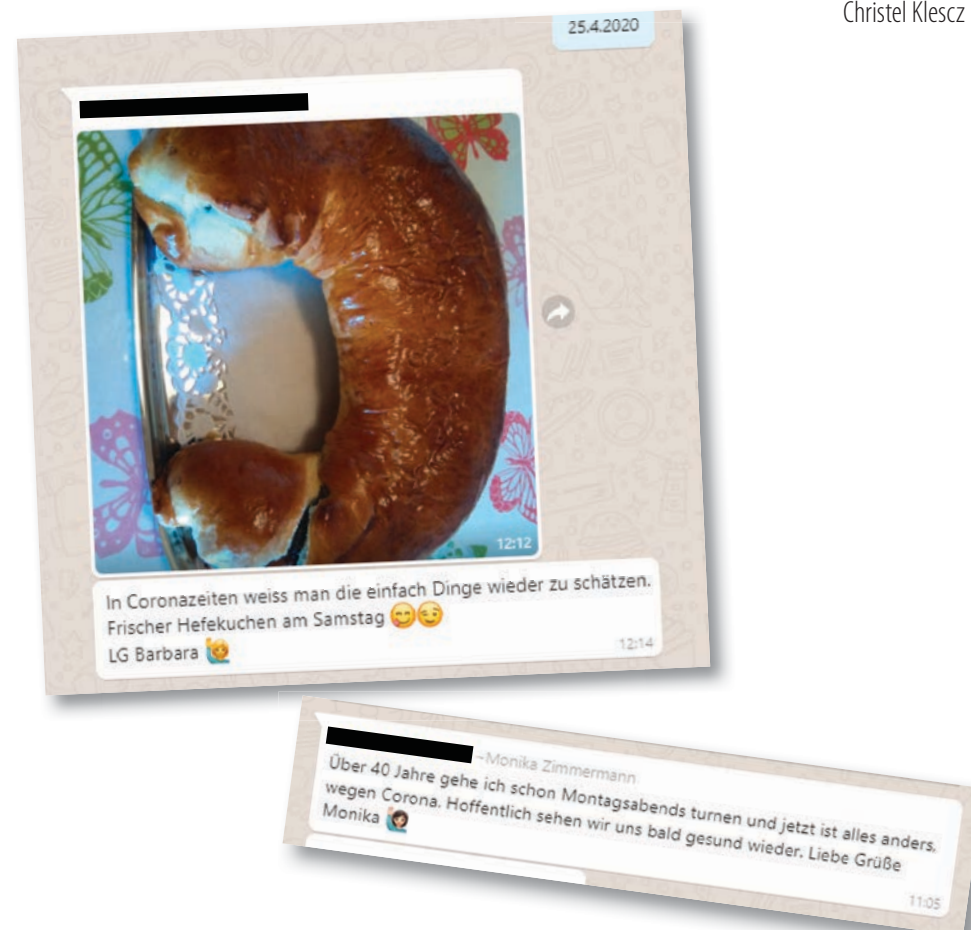 Christel Klescz
25.4.2020
12:12
In Coronazeiten weiss man die einfach Dinge wieder zu schätzen.
Frischer Hefekuchen am Samstag 😋😉
LG Barbara 🙋
12:14
~Monika Zimmermann
Über 40 Jahre gehe ich schon Montagsabends turnen und jetzt ist alles anders,
wegen Corona. Hoffentlich sehen wir uns bald gesund wieder. Liebe Grüße
Monika 🙋🏻‍♀️
11:05